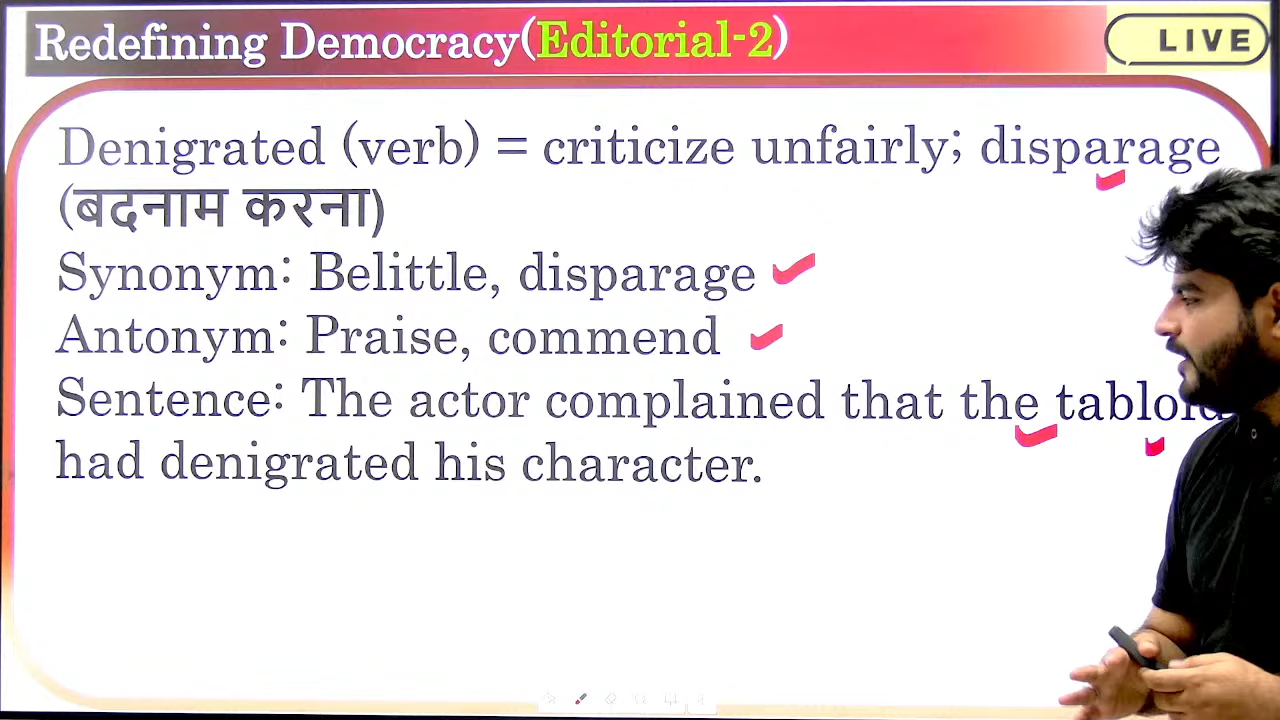 Redefining Democracy(Editorial-2)
LIVE
Denigrated (verb) = criticize unfairly; disparage
(बदनाम करना)
Synonym: Belittle, disparage
Antonym: Praise, commend
Sentence: The actor complained that the tabloid
had denigrated his character.